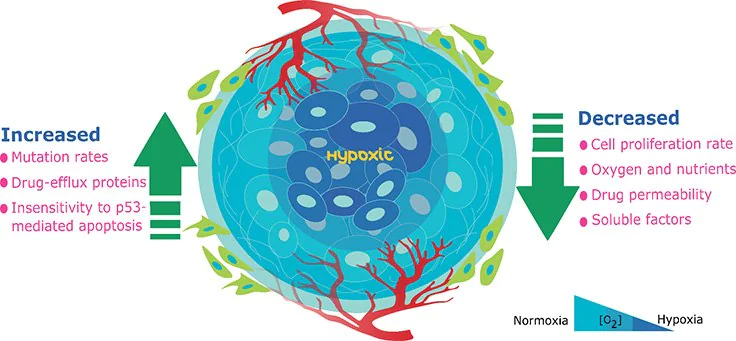 Increased
Mutation rates
Drug-efflux proteins
Insensitivity to p53-
mediated apoptosis
Hypoxic
Decreased
Cell proliferation rate
Oxygen and nutrients
Drug permeability
Soluble factors
Normoxia [O₂] Hypoxia